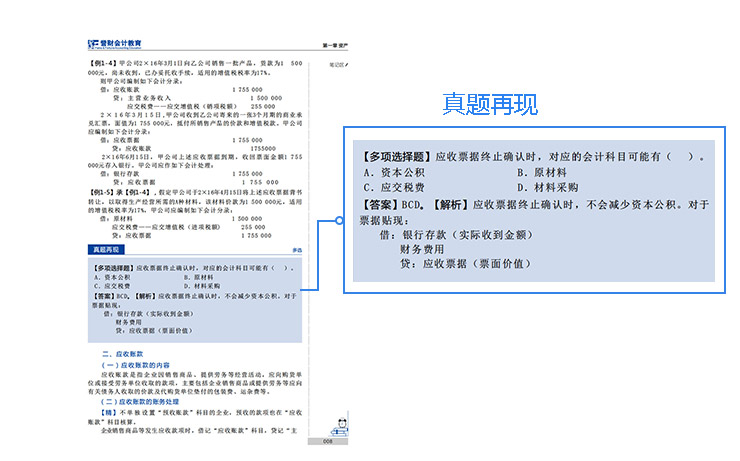 誉财会计教育
第一章 资产
【例1-4】甲公司2×16年3月1日向乙公司销售一批产品，货款为1 500
000元，尚未收到，已办妥托收手续，适用的增值税税率为17%。
笔记区
则甲公司编制如下会计分录：
借：应收账款 1 755 000
贷：主营业务收入 1 500 000
应交税费——应交增值税（销项税额） 255 000
2×16年3月15日，甲公司收到乙公司寄来的一张3个月期的商业承
兑汇票，面值为1 755 000元，抵付所销售产品的价款和增值税款。甲公司
应编制如下会计分录：
借：应收票据 1 755 000
贷：应收账款 1755000
2×16年6月15日，甲公司上述应收票据到期，收回票面金额1 755
000元存入银行。甲公司应作如下会计处理：
借：银行存款 1 755 000
贷：应收票据 1 755 000
【例1-5】承【例1-4】，假定甲公司于2×16年4月15日将上述应收票据背书
转让，以取得生产经营所需的A种材料，该材料价款为1 500 000元，适用
的增值税税率为17%。甲公司应编制如下会计分录：
借：原材料 1 500 000
应交税费——应交增值税（进项税额） 255 000
贷：应收票据 1 755 000
真题再现
多选
【多项选择题】应收票据终止确认时，对应的会计科目可能有（ ）。
A．资本公积 B．原材料
C．应交税费 D．材料采购
【答案】BCD。【解析】应收票据终止确认时，不会减少资本公积。对于
票据贴现：
借：银行存款（实际收到金额）
财务费用
贷：应收票据（票面价值）
二、应收账款
（一）应收账款的内容
应收账款是指企业因销售商品、提供劳务等经营活动，应向购货单
位或接受劳务单位收取的款项，主要包括企业销售商品或提供劳务等应向
有关债务人收取的价款及代购货单位垫付的包装费、运杂费等。
（二）应收账款的账务处理
【精】不单独设置“预收账款”科目的企业，预收的款项也在“应收
账款”科目核算。
企业销售商品等发生应收款项时，借记“应收账款”科目，贷记“主
008
真题再现
【多项选择题】应收票据终止确认时，对应的会计科目可能有（ ）。
A．资本公积 B．原材料
C．应交税费 D．材料采购
【答案】BCD。【解析】应收票据终止确认时，不会减少资本公积。对于
票据贴现：
借：银行存款（实际收到金额）
财务费用
贷：应收票据（票面价值）